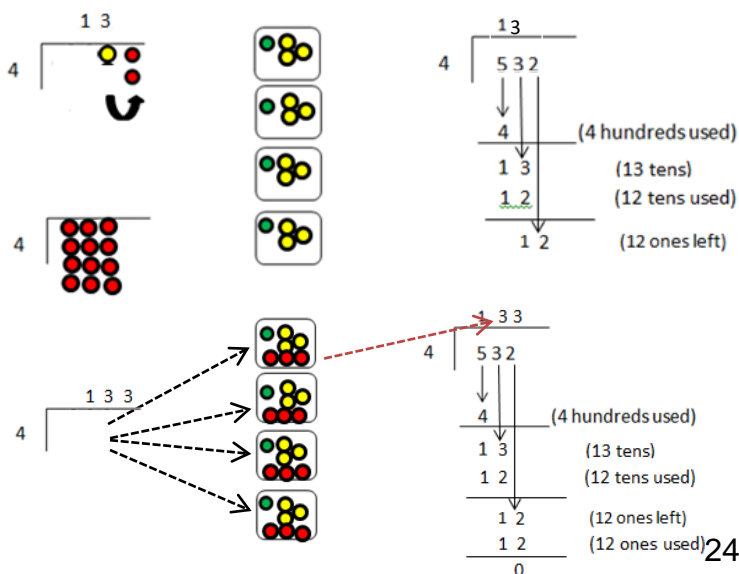 1 3
4
4
1 3
4 5 3 2
4 (4 hundreds used)
1 3 (13 tens)
1 2 (12 tens used)
1 2 (12 ones left)
1 3 3
4
1 3 3
4 5 3 2
4 (4 hundreds used)
1 3 (13 tens)
1 2 (12 tens used)
1 2 (12 ones left)
1 2 (12 ones used)
0
24